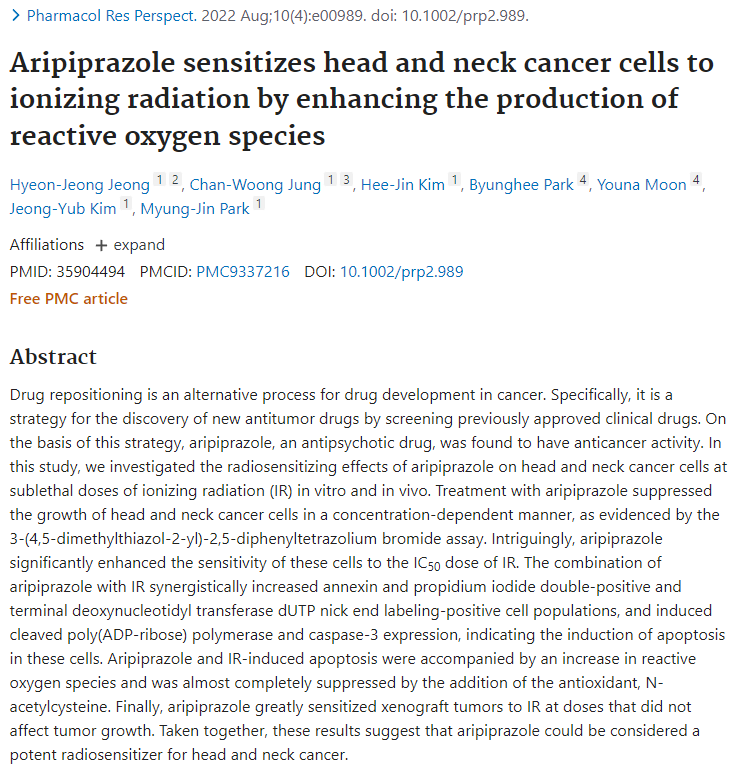 > Pharmacol Res Perspect. 2022 Aug;10(4):e00989. doi: 10.1002/prp2.989.
Aripiprazole sensitizes head and neck cancer cells to
ionizing radiation by enhancing the production of
reactive oxygen species
Hyeon-Jeong Jeong 1 2, Chan-Woong Jung 1 3, Hee-Jin Kim 1, Byunghee Park 4, Youna Moon 4,
Jeong-Yub Kim 1, Myung-Jin Park 1
Affiliations + expand
PMID: 35904494 PMCID: PMC9337216 DOI: 10.1002/prp2.989
Free PMC article
Abstract
Drug repositioning is an alternative process for drug development in cancer. Specifically, it is a
strategy for the discovery of new antitumor drugs by screening previously approved clinical drugs. On
the basis of this strategy, aripiprazole, an antipsychotic drug, was found to have anticancer activity. In
this study, we investigated the radiosensitizing effects of aripiprazole on head and neck cancer cells at
sublethal doses of ionizing radiation (IR) in vitro and in vivo. Treatment with aripiprazole suppressed
the growth of head and neck cancer cells in a concentration-dependent manner, as evidenced by the
3-(4,5-dimethylthiazol-2-yl)-2,5-diphenyltetrazolium bromide assay. Intriguingly, aripiprazole
significantly enhanced the sensitivity of these cells to the IC50 dose of IR. The combination of
aripiprazole with IR synergistically increased annexin and propidium iodide double-positive and
terminal deoxynucleotidyl transferase dUTP nick end labeling-positive cell populations, and induced
cleaved poly(ADP-ribose) polymerase and caspase-3 expression, indicating the induction of apoptosis
in these cells. Aripiprazole and IR-induced apoptosis were accompanied by an increase in reactive
oxygen species and was almost completely suppressed by the addition of the antioxidant, N-
acetylcysteine. Finally, aripiprazole greatly sensitized xenograft tumors to IR at doses that did not
affect tumor growth. Taken together, these results suggest that aripiprazole could be considered a
potent radiosensitizer for head and neck cancer.